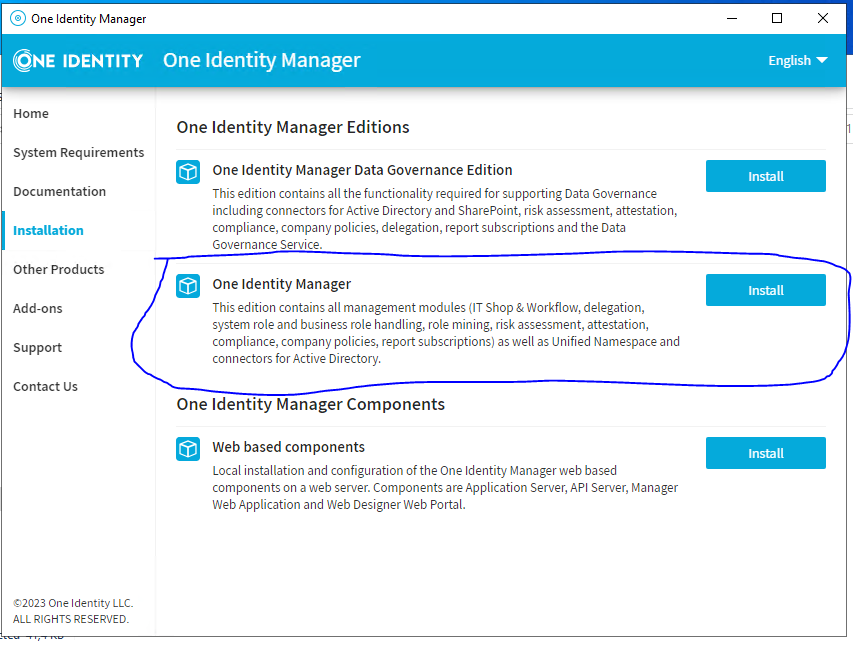 One Identity Manager
ONE IDENTITY One Identity Manager English
Home
System Requirements
Documentation
Installation
Other Products
Add-ons
Support
Contact Us
©2023 One Identity LLC.
ALL RIGHTS RESERVED.
One Identity Manager Editions
One Identity Manager Data Governance Edition
This edition contains all the functionality required for supporting Data Governance
including connectors for Active Directory and SharePoint, risk assessment, attestation,
compliance, company policies, delegation, report subscriptions and the Data
Governance Service.
Install
One Identity Manager
This edition contains all management modules (IT Shop & Workflow, delegation,
system role and business role handling, role mining, risk assessment, attestation,
compliance, company policies, report subscriptions) as well as Unified Namespace and
connectors for Active Directory.
Install
One Identity Manager Components
Web based components
Local installation and configuration of the One Identity Manager web based
components on a web server. Components are Application Server, API Server, Manager
Web Application and Web Designer Web Portal.
Install